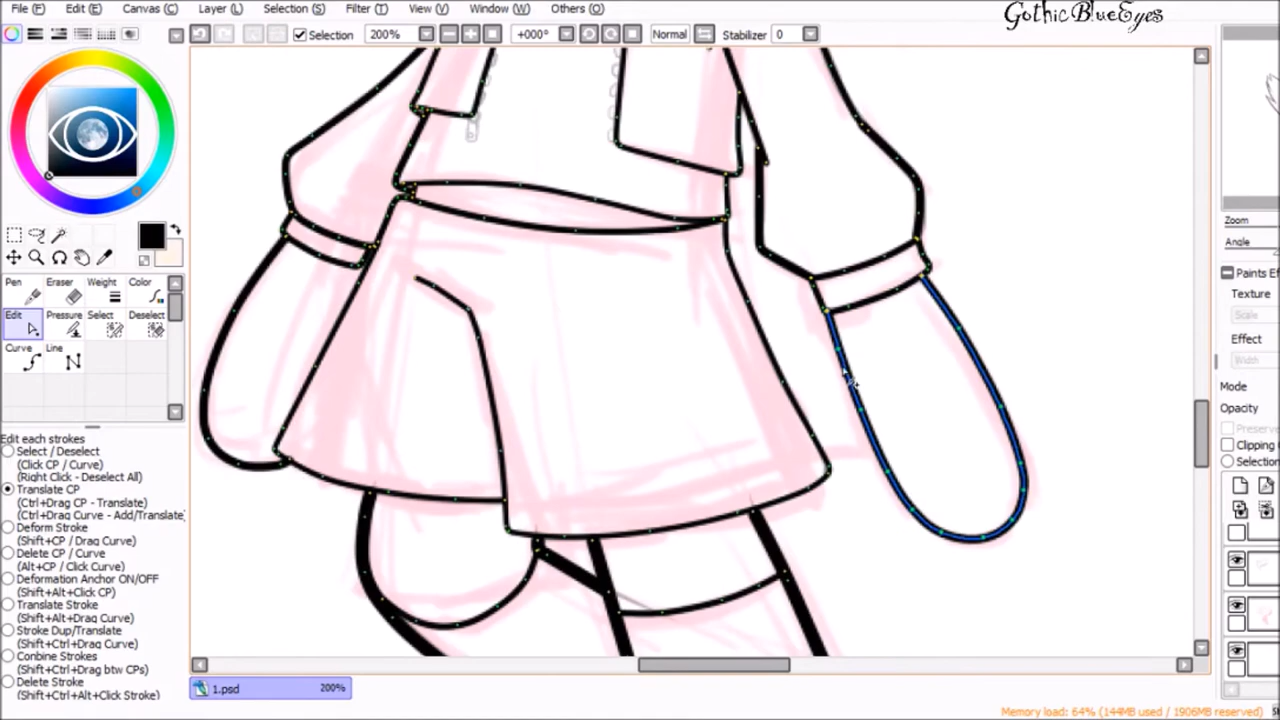 File (F) Edit (E) Canvas (C) Layer (L) Selection (S) Filter (T) View (V) Window (W) Others (O)
GothicBlueEyes
Selection 200% +000° Normal Stabilizer 0
Zoom
Angle
Pen Eraser Weight Color
Edit Pressure Select Deselect
Curve Line
Paints Ef
Texture
Scale
Effect
Width
Mode
Opacity
Preserve
Clipping
Selection
Edit each strokes
Select / Deselect
(Click CP / Curve)
(Right Click - Deselect All)
Translate CP
(Ctrl+Drag CP - Translate)
(Ctrl+Drag Curve - Add/Translate)
Deform Stroke
(Shift+CP / Drag Curve)
Delete CP / Curve
(Alt+CP / Click Curve)
Deformation Anchor ON/OFF
(Shift+Alt+Click CP)
Translate Stroke
(Shift+Alt+Drag Curve)
Stroke Dup/Translate
(Shift+Ctrl+Drag Curve)
Conbine Strokes
(Shift+Ctrl+Drag btw CPs)
Delete Stroke
(Shift+Ctrl+Alt+Click Stroke)
1.psd 200%
Memory load: 64% (144MB used / 1906MB reserved)